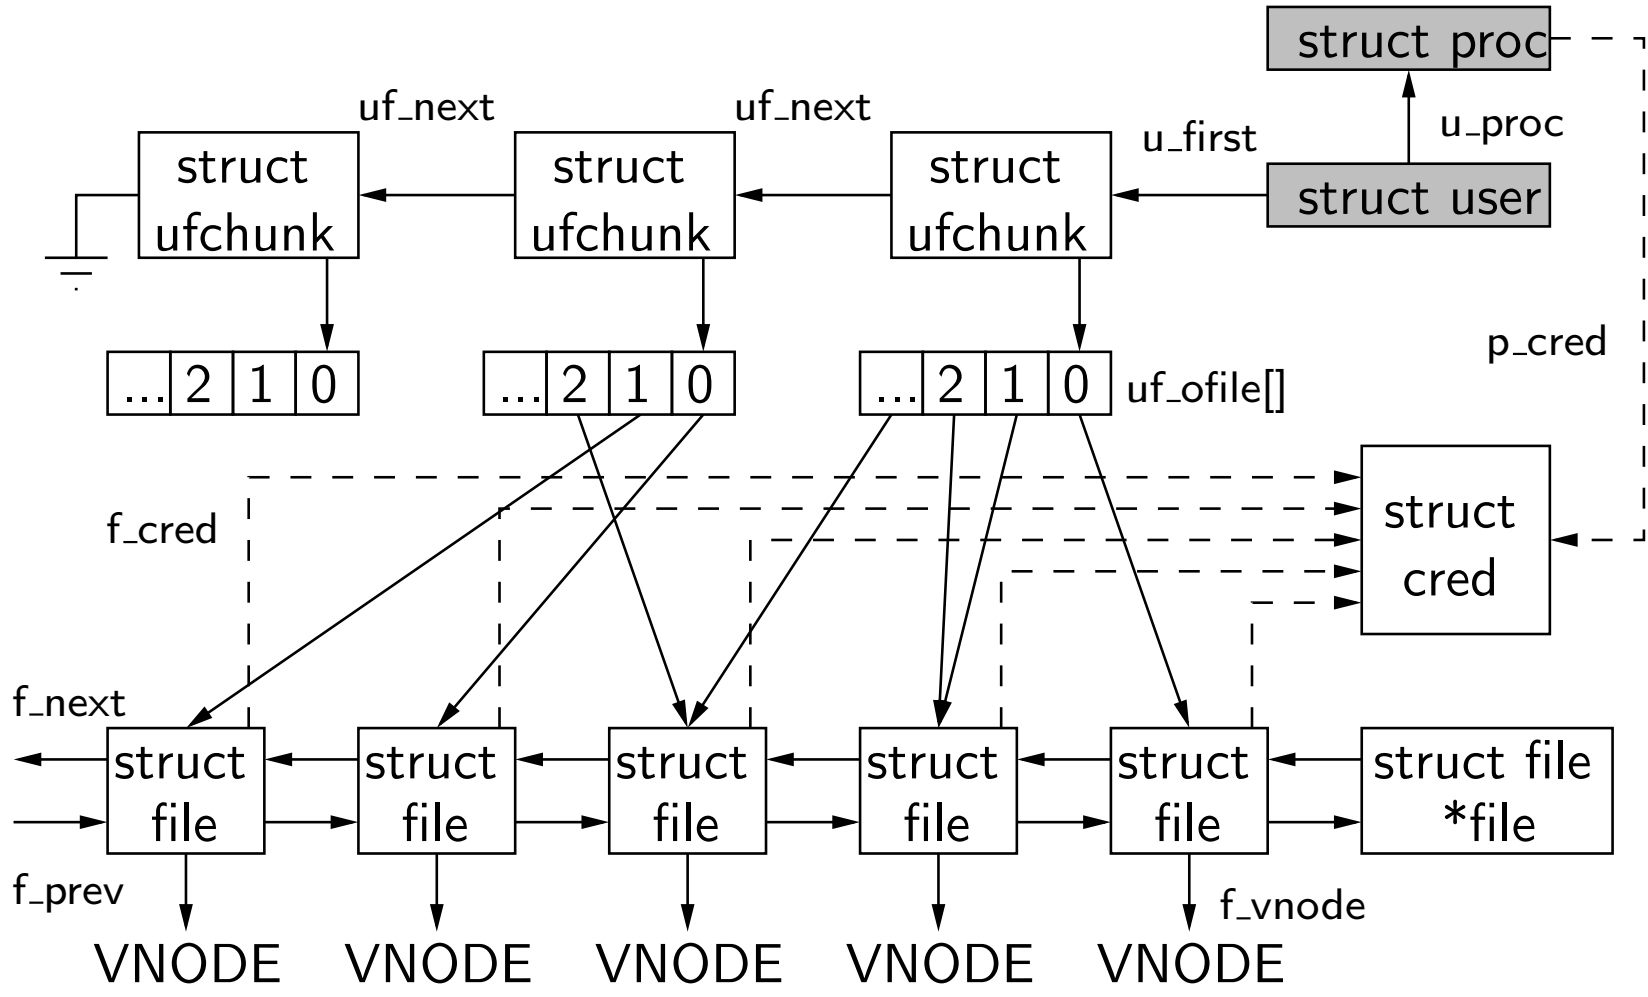 struct proc
uf_next
uf_next
u_first
u_proc
struct
ufchunk
struct
ufchunk
struct
ufchunk
struct user
p_cred
... 2 1 0
... 2 1 0
... 2 1 0
uf_ofile[]
f_cred
struct
cred
f_next
struct
file
struct
file
struct
file
struct
file
struct
file
struct file
*file
f_prev
f_vnode
VNODE
VNODE
VNODE
VNODE
VNODE